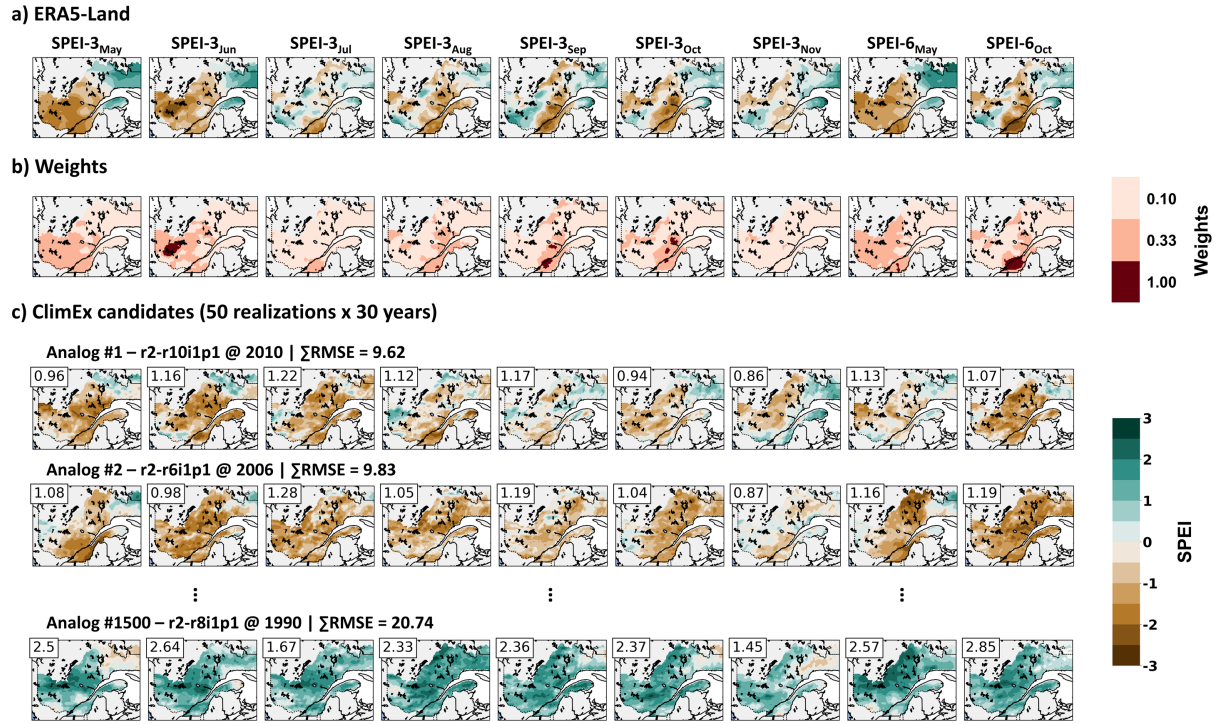 a) ERA5-Land
SPEI-3May SPEI-3Jun SPEI-3Jul SPEI-3Aug SPEI-3Sep SPEI-3Oct SPEI-3Nov SPEI-6May SPEI-6Oct
b) Weights
0.10
0.33
1.00
Weights
c) ClimEx candidates (50 realizations x 30 years)
Analog #1 – r2-r10i1p1 @ 2010 | ∑RMSE = 9.62
0.96 1.16 1.22 1.12 1.17 0.94 0.86 1.13 1.07
Analog #2 – r2-r6i1p1 @ 2006 | ∑RMSE = 9.83
1.08 0.98 1.28 1.05 1.19 1.04 0.87 1.16 1.19
⋮ ⋮ ⋮
Analog #1500 – r2-r8i1p1 @ 1990 | ∑RMSE = 20.74
2.5 2.64 1.67 2.33 2.36 2.37 1.45 2.57 2.85
3
2
1
0
-1
-2
-3
SPEI